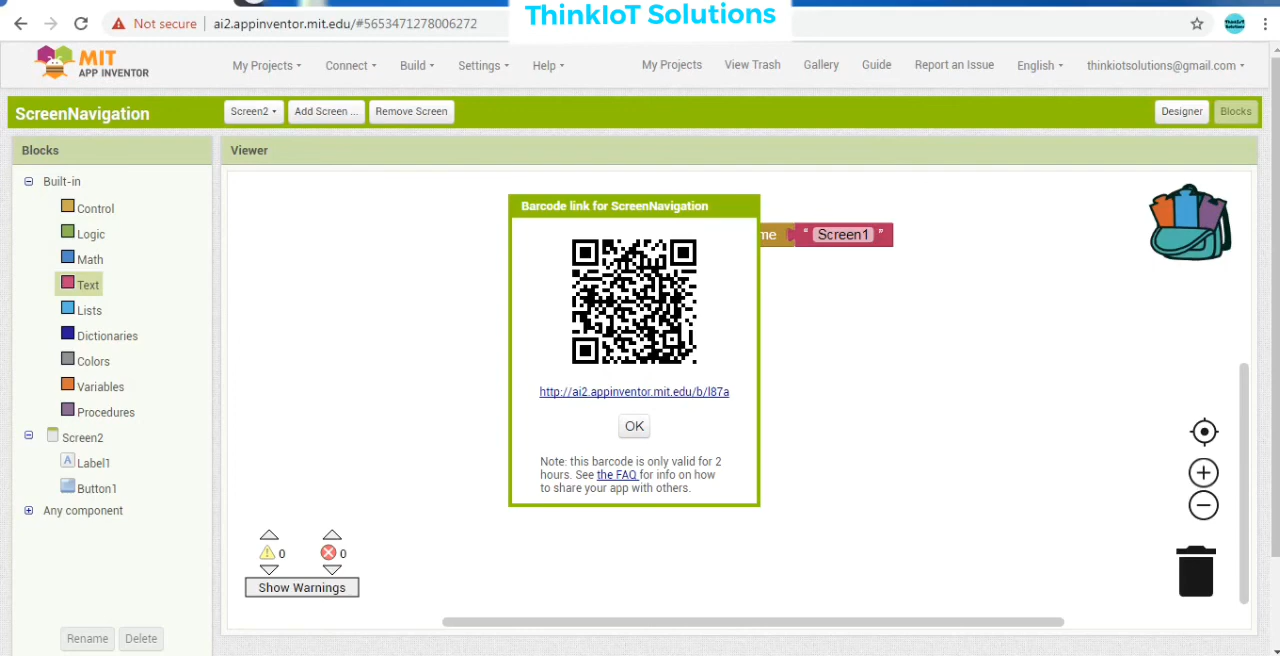 ThinkIoT Solutions
Not secure
ai2.appinventor.mit.edu/#5653471278006272
MIT
APP INVENTOR
My Projects
Connect
Build
Settings
Help
My Projects
View Trash
Gallery
Guide
Report an Issue
English
thinkiotsolutions@gmail.com
ScreenNavigation
Screen2
Add Screen ...
Remove Screen
Designer
Blocks
Blocks
Viewer
Built-in
Control
Logic
Math
Text
Lists
Dictionaries
Colors
Variables
Procedures
Screen2
Label1
Button1
Any component
Rename
Delete
Barcode link for ScreenNavigation
me
" Screen1 "
http://ai2.appinventor.mit.edu/b/l87a
OK
Note: this barcode is only valid for 2
hours. See the FAQ for info on how
to share your app with others.
0
0
Show Warnings